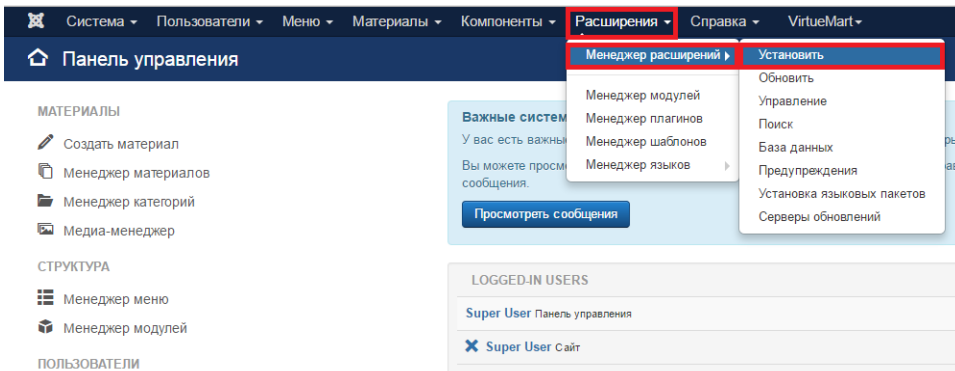 Система Пользователи Меню Материалы Компоненты Расширения Справка VirtueMart
Панель управления
Менеджер расширений
Менеджер модулей
Менеджер плагинов
Менеджер шаблонов
Менеджер языков
Установить
Обновить
Управление
Поиск
База данных
Предупреждения
Установка языковых пакетов
Серверы обновлений
МАТЕРИАЛЫ
Создать материал
Менеджер материалов
Менеджер категорий
Медиа-менеджер
СТРУКТУРА
Менеджер меню
Менеджер модулей
ПОЛЬЗОВАТЕЛИ
Важные систем
У вас есть важны
Вы можете просм
сообщения.
Просмотреть сообщения
LOGGED-IN USERS
Super User Панель управления
Super User Сайт